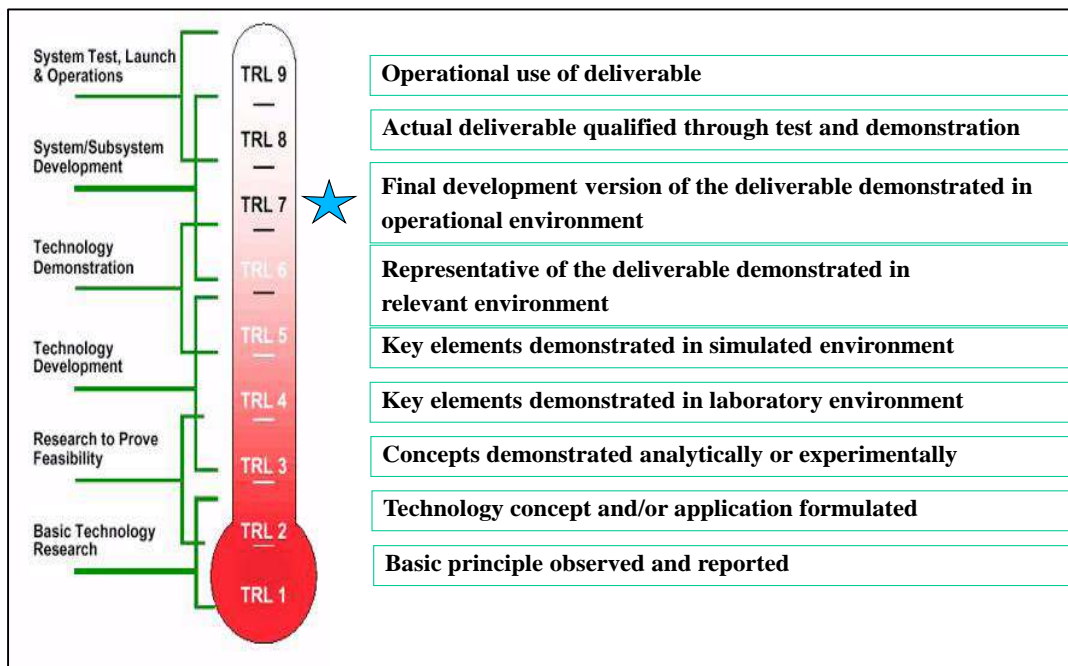 System Test, Launch
& Operations
System/Subsystem
Development
Technology
Demonstration
Technology
Development
Research to Prove
Feasibility
Basic Technology
Research
TRL 9
TRL 8
TRL 7
TRL 6
TRL 5
TRL 4
TRL 3
TRL 2
TRL 1
Operational use of deliverable
Actual deliverable qualified through test and demonstration
Final development version of the deliverable demonstrated in
operational environment
Representative of the deliverable demonstrated in
relevant environment
Key elements demonstrated in simulated environment
Key elements demonstrated in laboratory environment
Concepts demonstrated analytically or experimentally
Technology concept and/or application formulated
Basic principle observed and reported